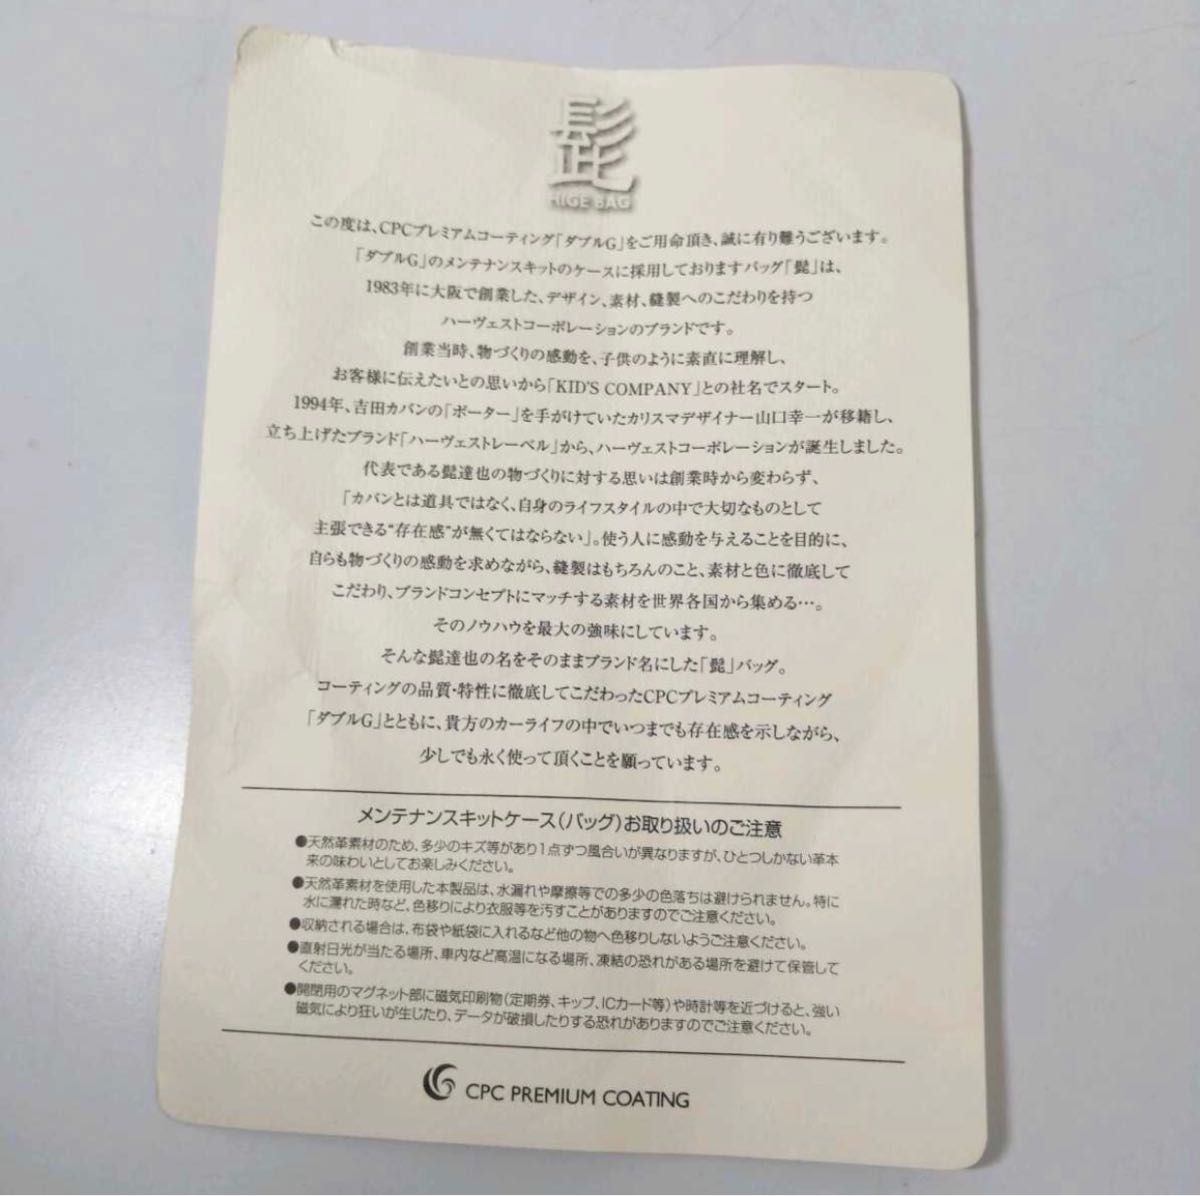 髭
HIGE BAG
この度は、CPCプレミアムコーティング「ダブルG」をご用命頂き、誠に有り難うございます。
「ダブルG」のメンテナンスキットのケースに採用しておりますバッグ「髭」は、
1983年に大阪で創業した、デザイン、素材、縫製へのこだわりを持つ
ハーヴェストコーポレーションのブランドです。
創業当時、物づくりの感動を、子供のように素直に理解し、
お客様に伝えたいとの思いから「KID'S COMPANY」との社名でスタート。
1994年、吉田カバンの「ポーター」を手がけていたカリスマデザイナー山口幸一が移籍し、
立ち上げたブランド「ハーヴェストレーベル」から、ハーヴェストコーポレーションが誕生しました。
代表である髭達也の物づくりに対する思いは創業時から変わらず、
「カバンとは道具ではなく、自身のライフスタイルの中で大切なものとして
主張できる“存在感”が無くてはならない」。使う人に感動を与えることを目的に、
自らも物づくりの感動を求めながら、縫製はもちろんのこと、素材と色に徹底して
こだわり、ブランドコンセプトにマッチする素材を世界各国から集める…。
そのノウハウを最大の強味にしています。
そんな髭達也の名をそのままブランド名にした「髭」バッグ。
コーティングの品質・特性に徹底してこだわったCPCプレミアムコーティング
「ダブルG」とともに、貴方のカーライフの中でいつまでも存在感を示しながら、
少しでも永く使って頂くことを願っています。
メンテナンスキットケース(バッグ)お取り扱いのご注意
●天然革素材のため、多少のキズ等があり1点ずつ風合いが異なりますが、ひとつしかない革本
来の味わいとしてお楽しみください。
●天然革素材を使用した本製品は、水漏れや摩擦等での多少の色落ちは避けられません。特に
水に濡れた時など、色移りにより衣服等を汚すことがありますのでご注意ください。
●収納される場合は、布袋や紙袋に入れるなど他の物へ色移りしないようご注意ください。
●直射日光が当たる場所、車内など高温になる場所、凍結の恐れがある場所を避けて保管して
ください。
●開閉用のマグネット部に磁気印刷物(定期券、キップ、ICカード等)や時計等を近づけると、強い
磁気により狂いが生じたり、データが破損したりする恐れがありますのでご注意ください。
CPC PREMIUM COATING